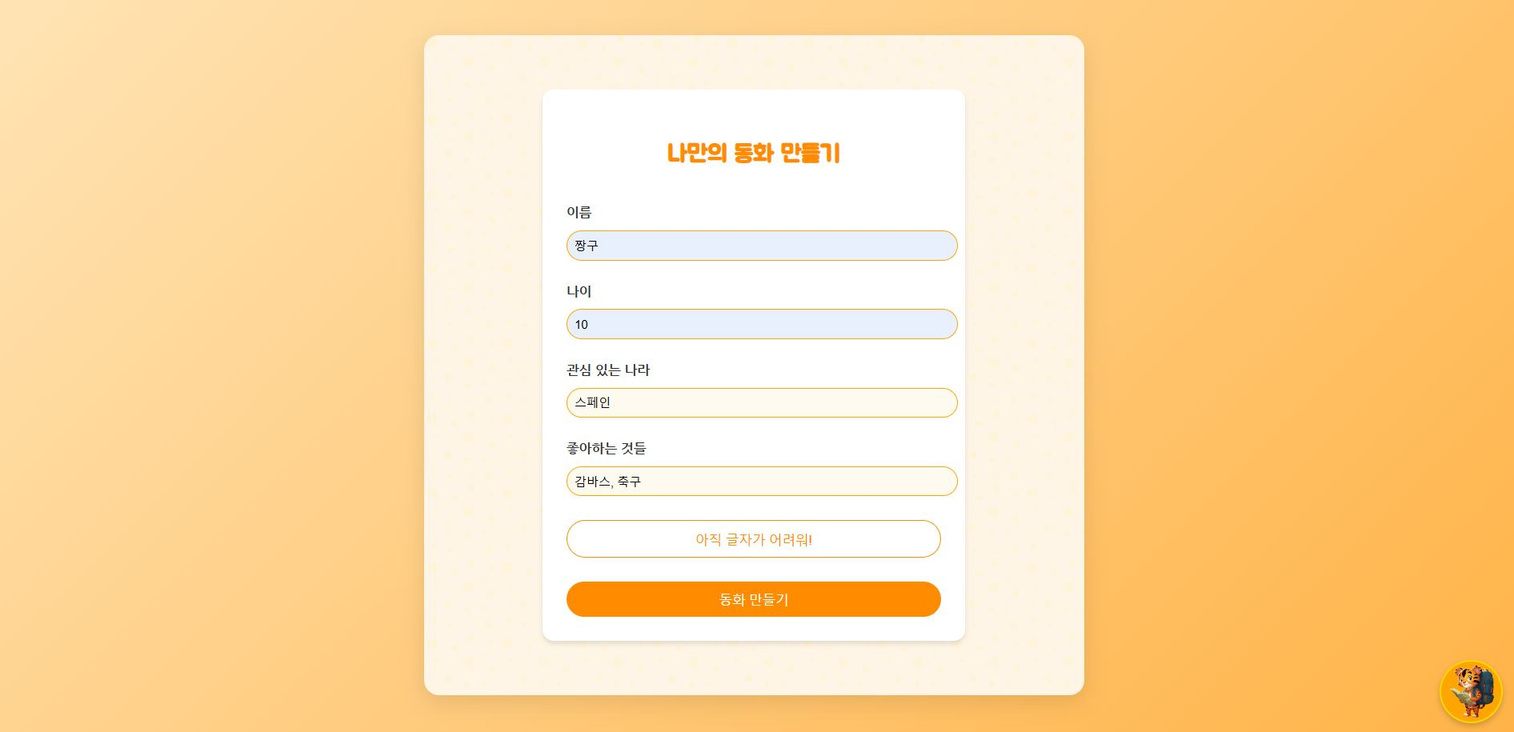 나만의 동화 만들기
이름
짱구
나이
10
관심 있는 나라
스페인
좋아하는 것들
감바스, 축구
아직 글자가 어려워!
동화 만들기